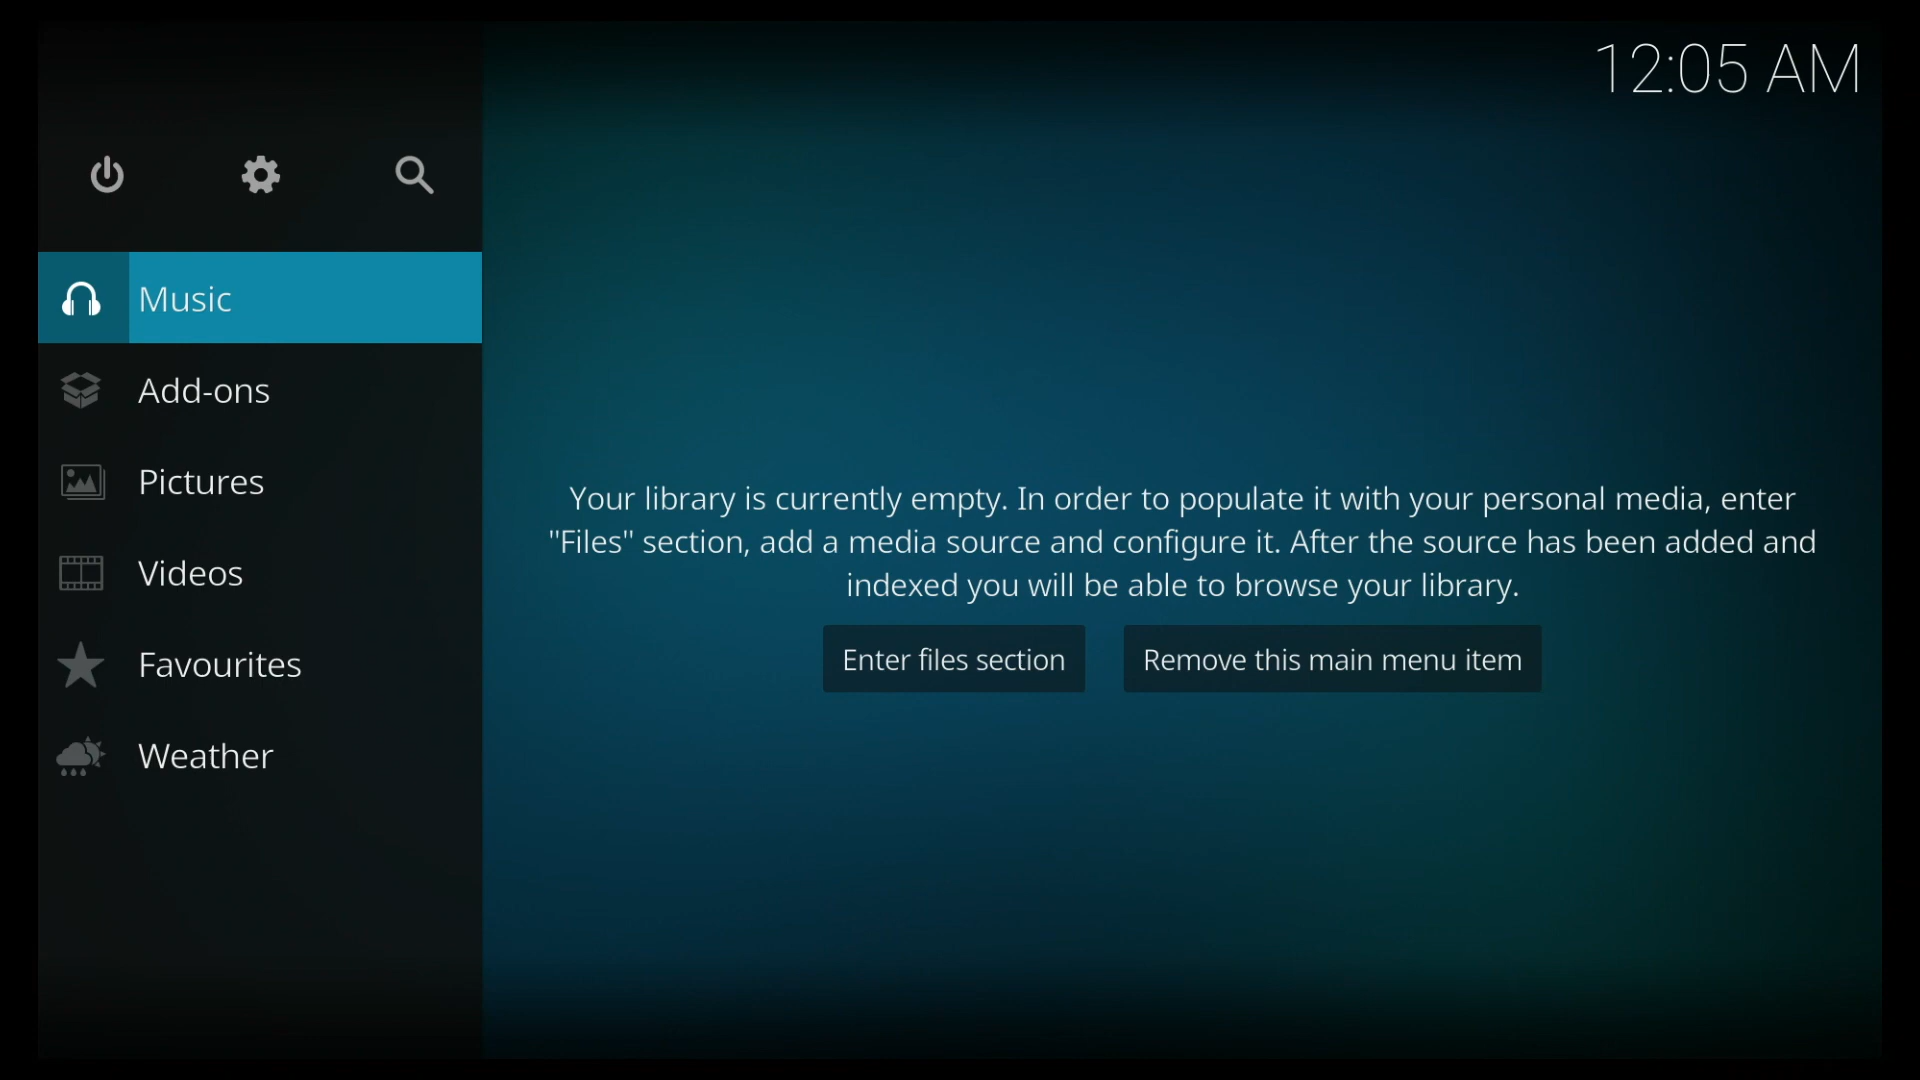 12:05 AM
Music
Add-ons
Pictures
Videos
Favourites
Weather
Your library is currently empty. In order to populate it with your personal media, enter
"Files" section, add a media source and configure it. After the source has been added and
indexed you will be able to browse your library.
Enter files section
Remove this main menu item